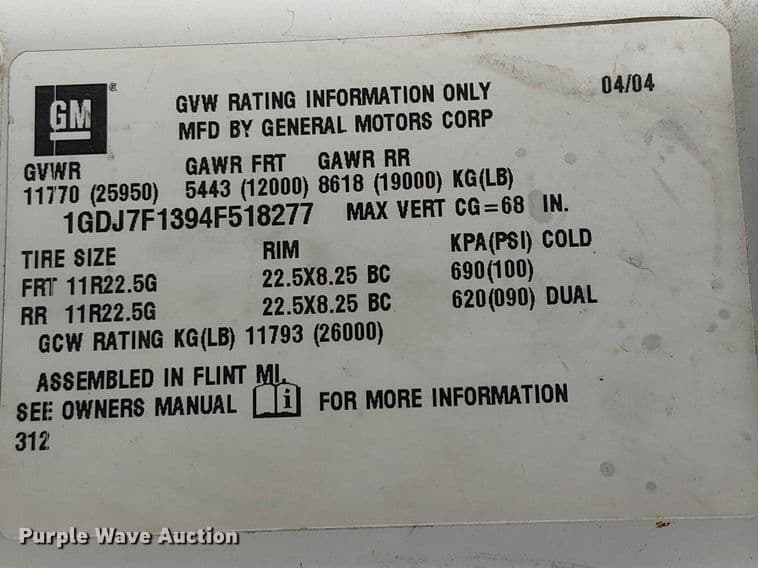 GM ®
GVW RATING INFORMATION ONLY 04/04
MFD BY GENERAL MOTORS CORP
GVWR GAWR FRT GAWR RR
11770 (25950) 5443 (12000) 8618 (19000) KG(LB)
1GDJ7F1394F518277 MAX VERT CG=68 IN.
TIRE SIZE RIM KPA(PSI) COLD
FRT 11R22.5G 22.5X8.25 BC 690(100)
RR 11R22.5G 22.5X8.25 BC 620(090) DUAL
GCW RATING KG(LB) 11793 (26000)
ASSEMBLED IN FLINT MI.
SEE OWNERS MANUAL i FOR MORE INFORMATION
312
Purple Wave Auction